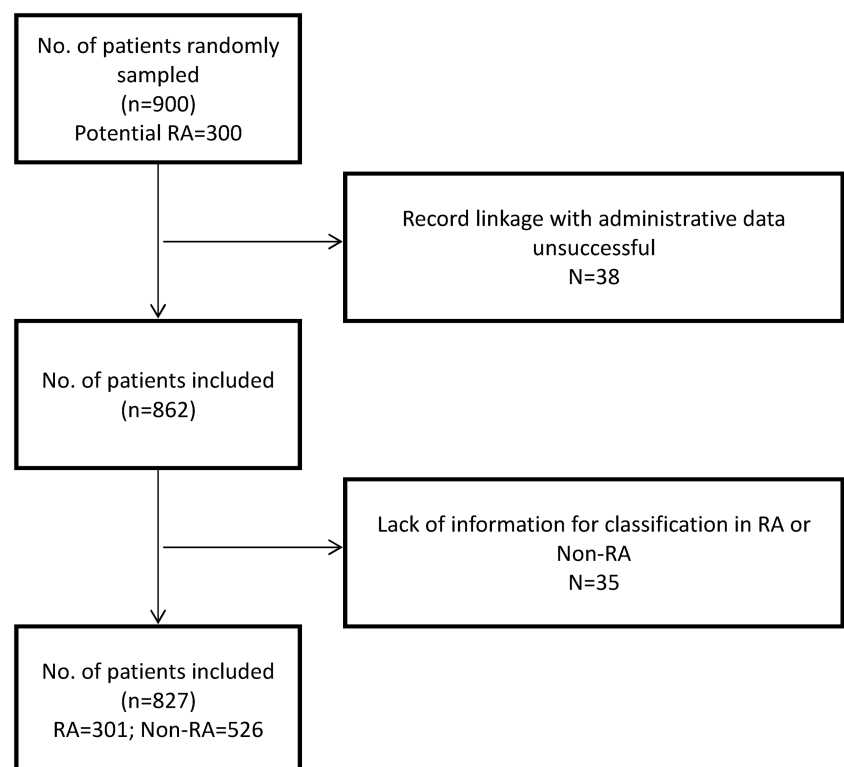 No. of patients randomly
sampled
(n=900)
Potential RA=300
Record linkage with administrative data
unsuccessful
N=38
No. of patients included
(n=862)
Lack of information for classification in RA or
Non-RA
N=35
No. of patients included
(n=827)
RA=301; Non-RA=526